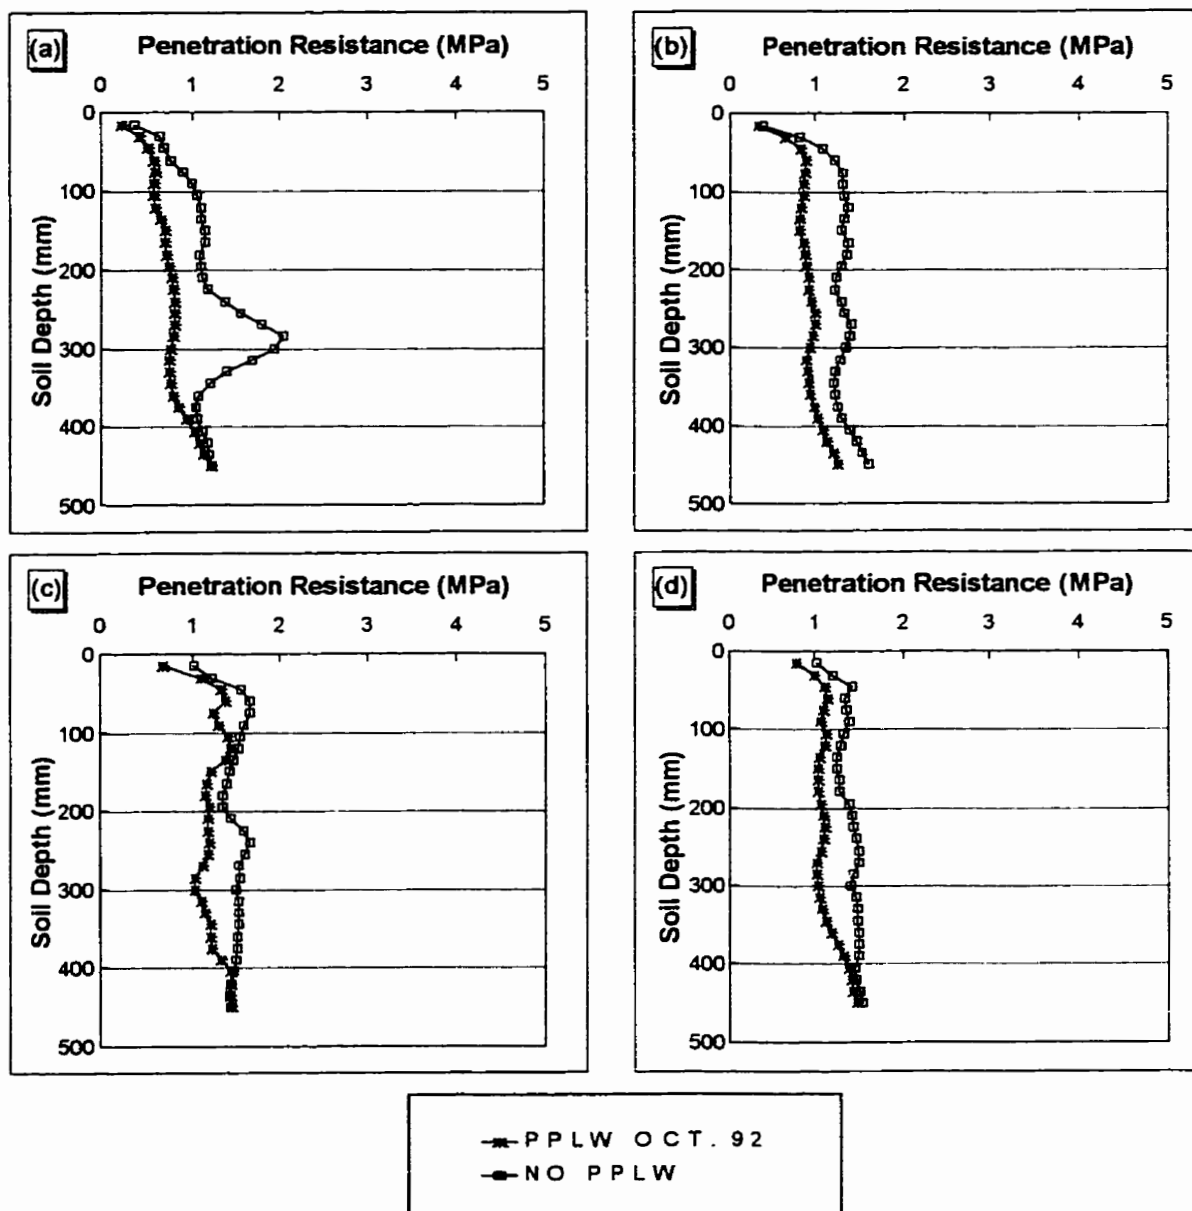 (a) Penetration Resistance (MPa)
0 1 2 3 4 5
0
100
200
300
400
500
Soil Depth (mm)
(b) Penetration Resistance (MPa)
0 1 2 3 4 5
0
100
200
300
400
500
Soil Depth (mm)
(c) Penetration Resistance (MPa)
0 1 2 3 4 5
0
100
200
300
400
500
Soil Depth (mm)
(d) Penetration Resistance (MPa)
0 1 2 3 4 5
0
100
200
300
400
500
Soil Depth (mm)
PPLW OCT. 92
NO PPLW